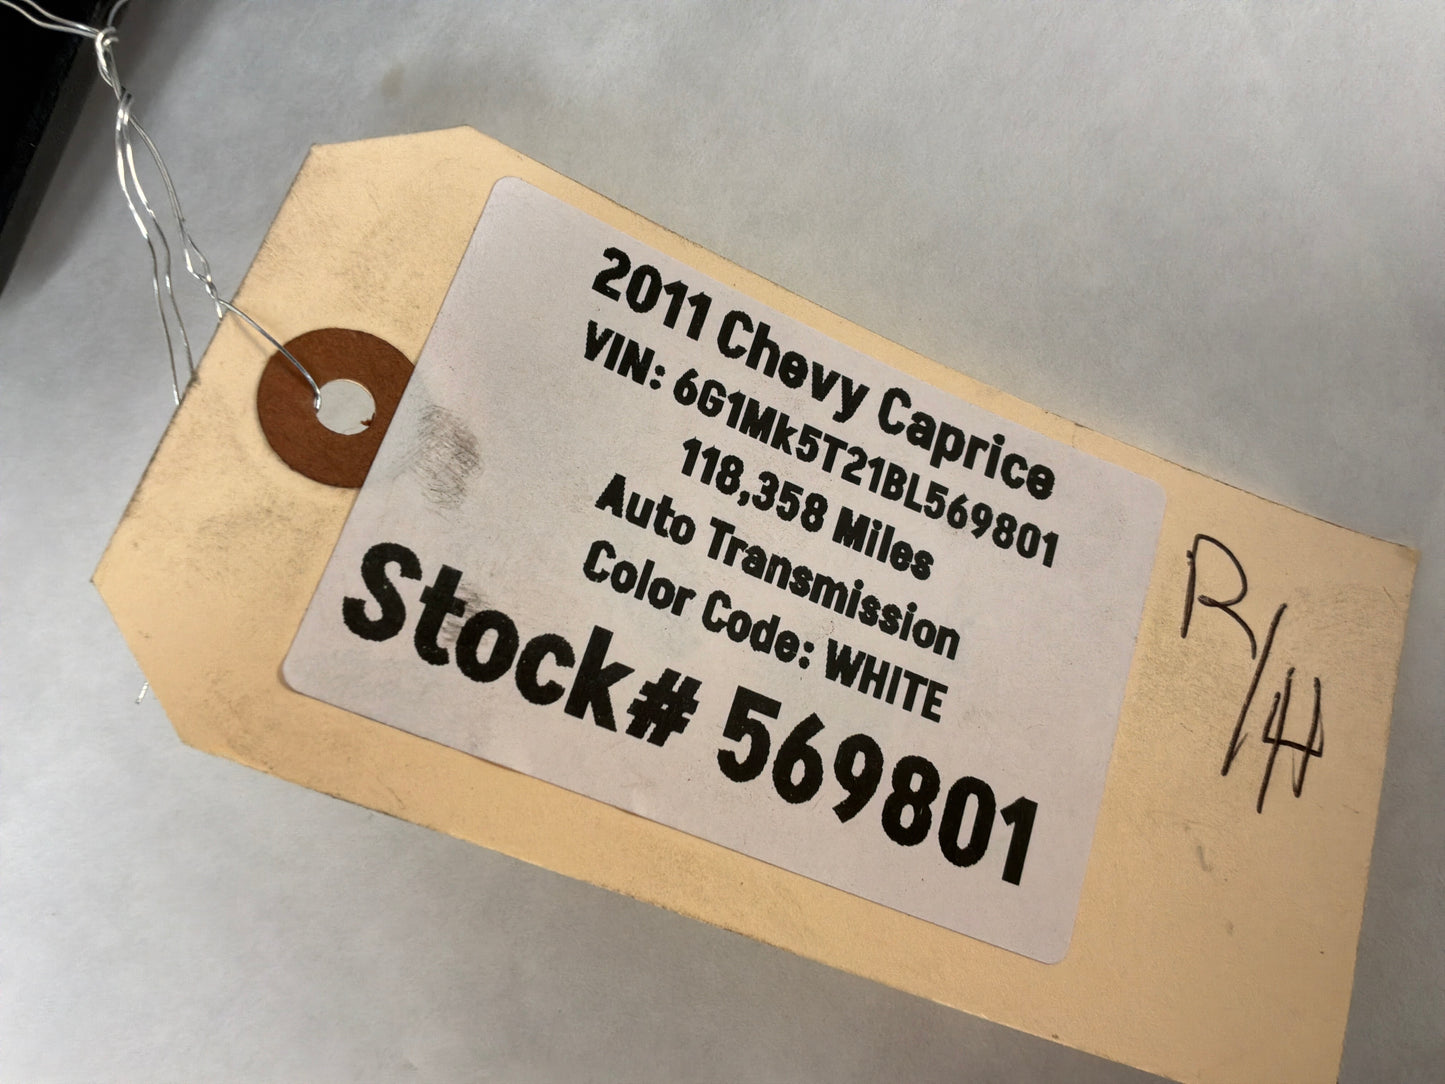 2011 Chevy Caprice
VIN: 6G1Mk5T21BL569801
118,358 Miles
Auto Transmission
Color Code: WHITE
Stock# 569801
R/H